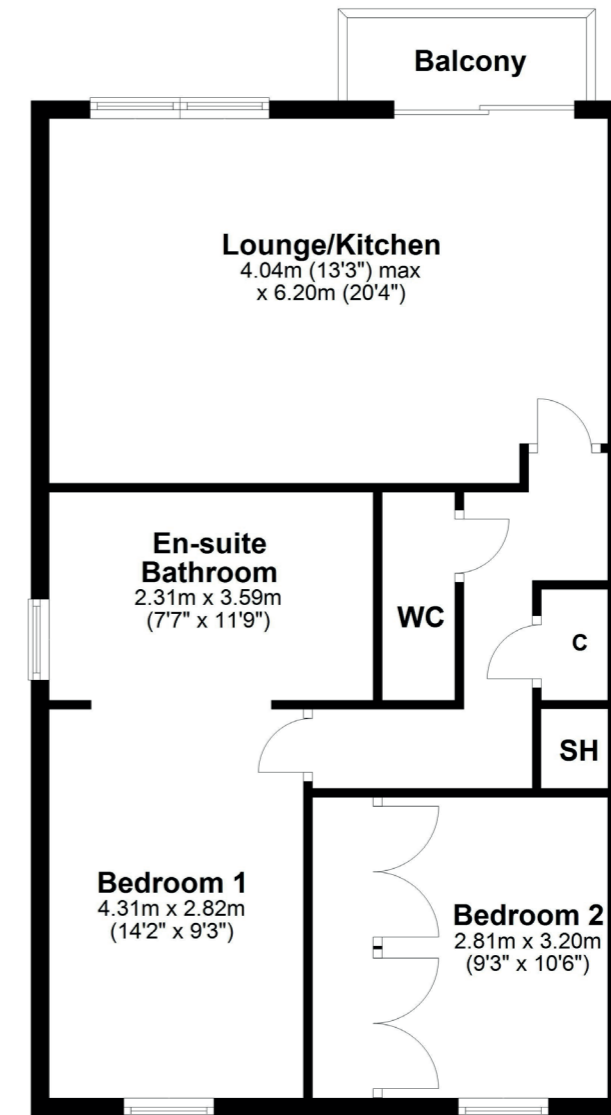 Balcony
Lounge/Kitchen
4.04m (13'3") max
x 6.20m (20'4")
En-suite
Bathroom
2.31m x 3.59m
(7'7" x 11'9")
WC
C
SH
Bedroom 1
4.31m x 2.82m
(14'2" x 9'3")
Bedroom 2
2.81m x 3.20m
(9'3" x 10'6")